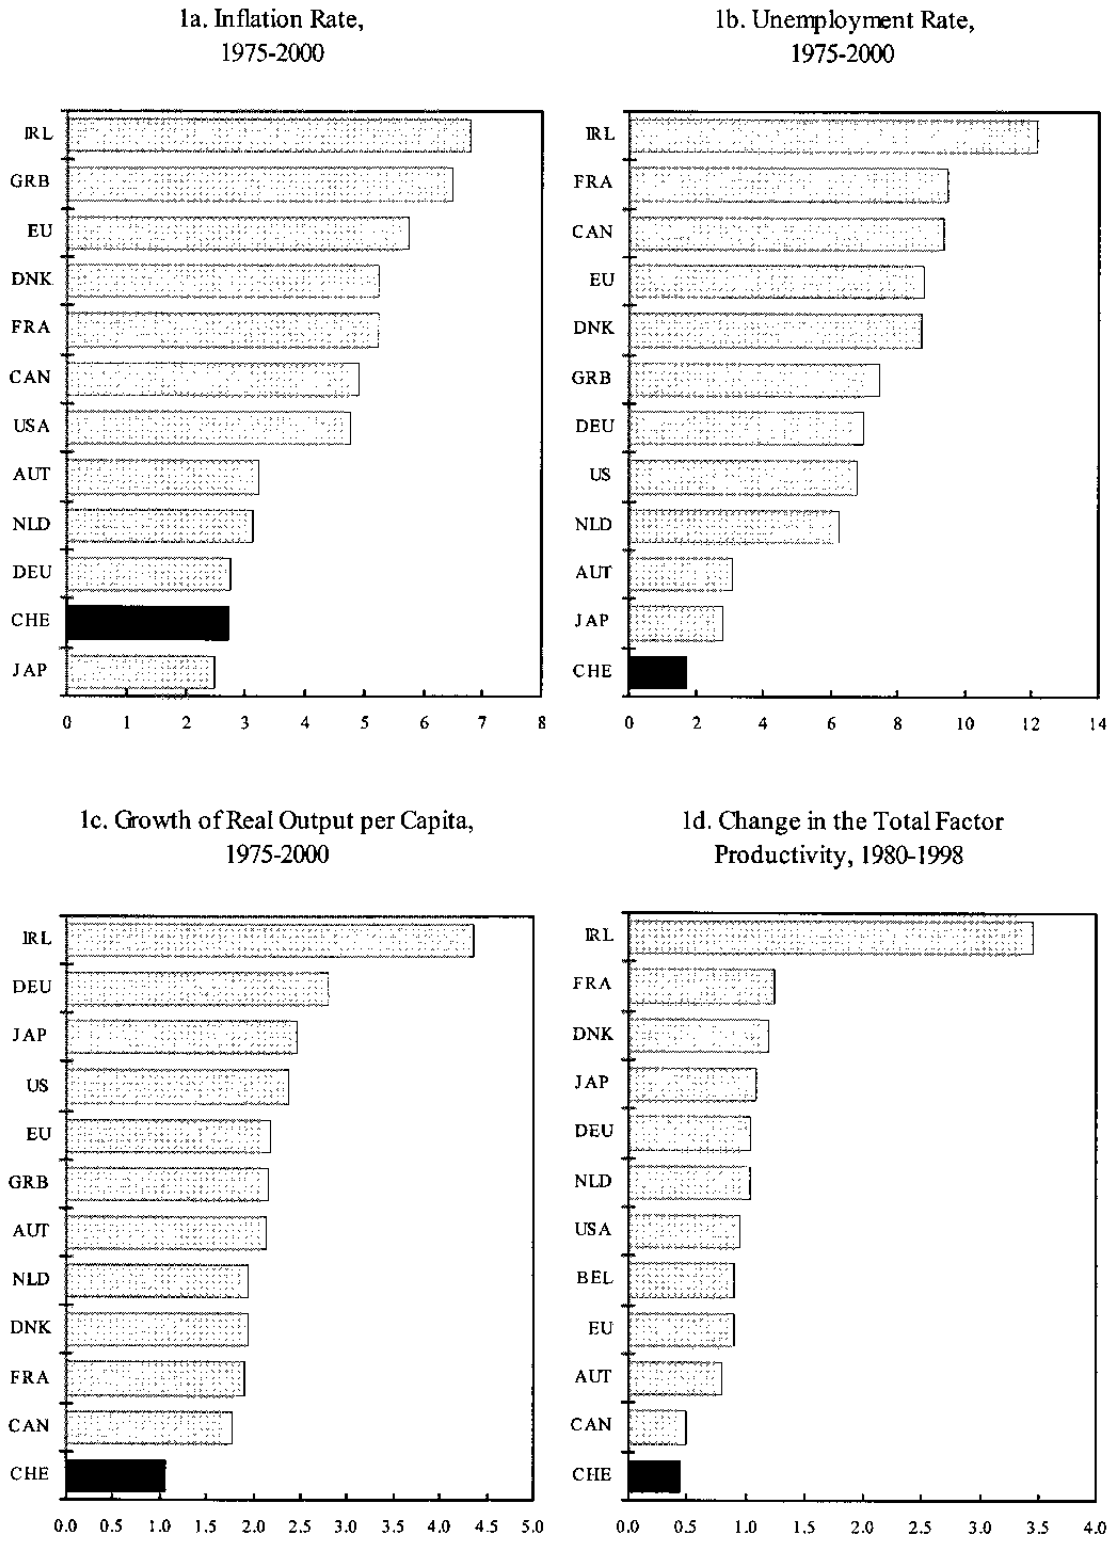 1a. Inflation Rate,
1975-2000
IRL
GRB
EU
DNK
FRA
CAN
USA
AUT
NLD
DEU
CHE
JAP
0 1 2 3 4 5 6 7 8
1b. Unemployment Rate,
1975-2000
IRL
FRA
CAN
EU
DNK
GRB
DEU
US
NLD
AUT
JAP
CHE
0 2 4 6 8 10 12 14
1c. Growth of Real Output per Capita,
1975-2000
IRL
DEU
JAP
US
EU
GRB
AUT
NLD
DNK
FRA
CAN
CHE
0.0 0.5 1.0 1.5 2.0 2.5 3.0 3.5 4.0 4.5 5.0
1d. Change in the Total Factor
Productivity, 1980-1998
IRL
FRA
DNK
JAP
DEU
NLD
USA
BEL
EU
AUT
CAN
CHE
0.0 0.5 1.0 1.5 2.0 2.5 3.0 3.5 4.0